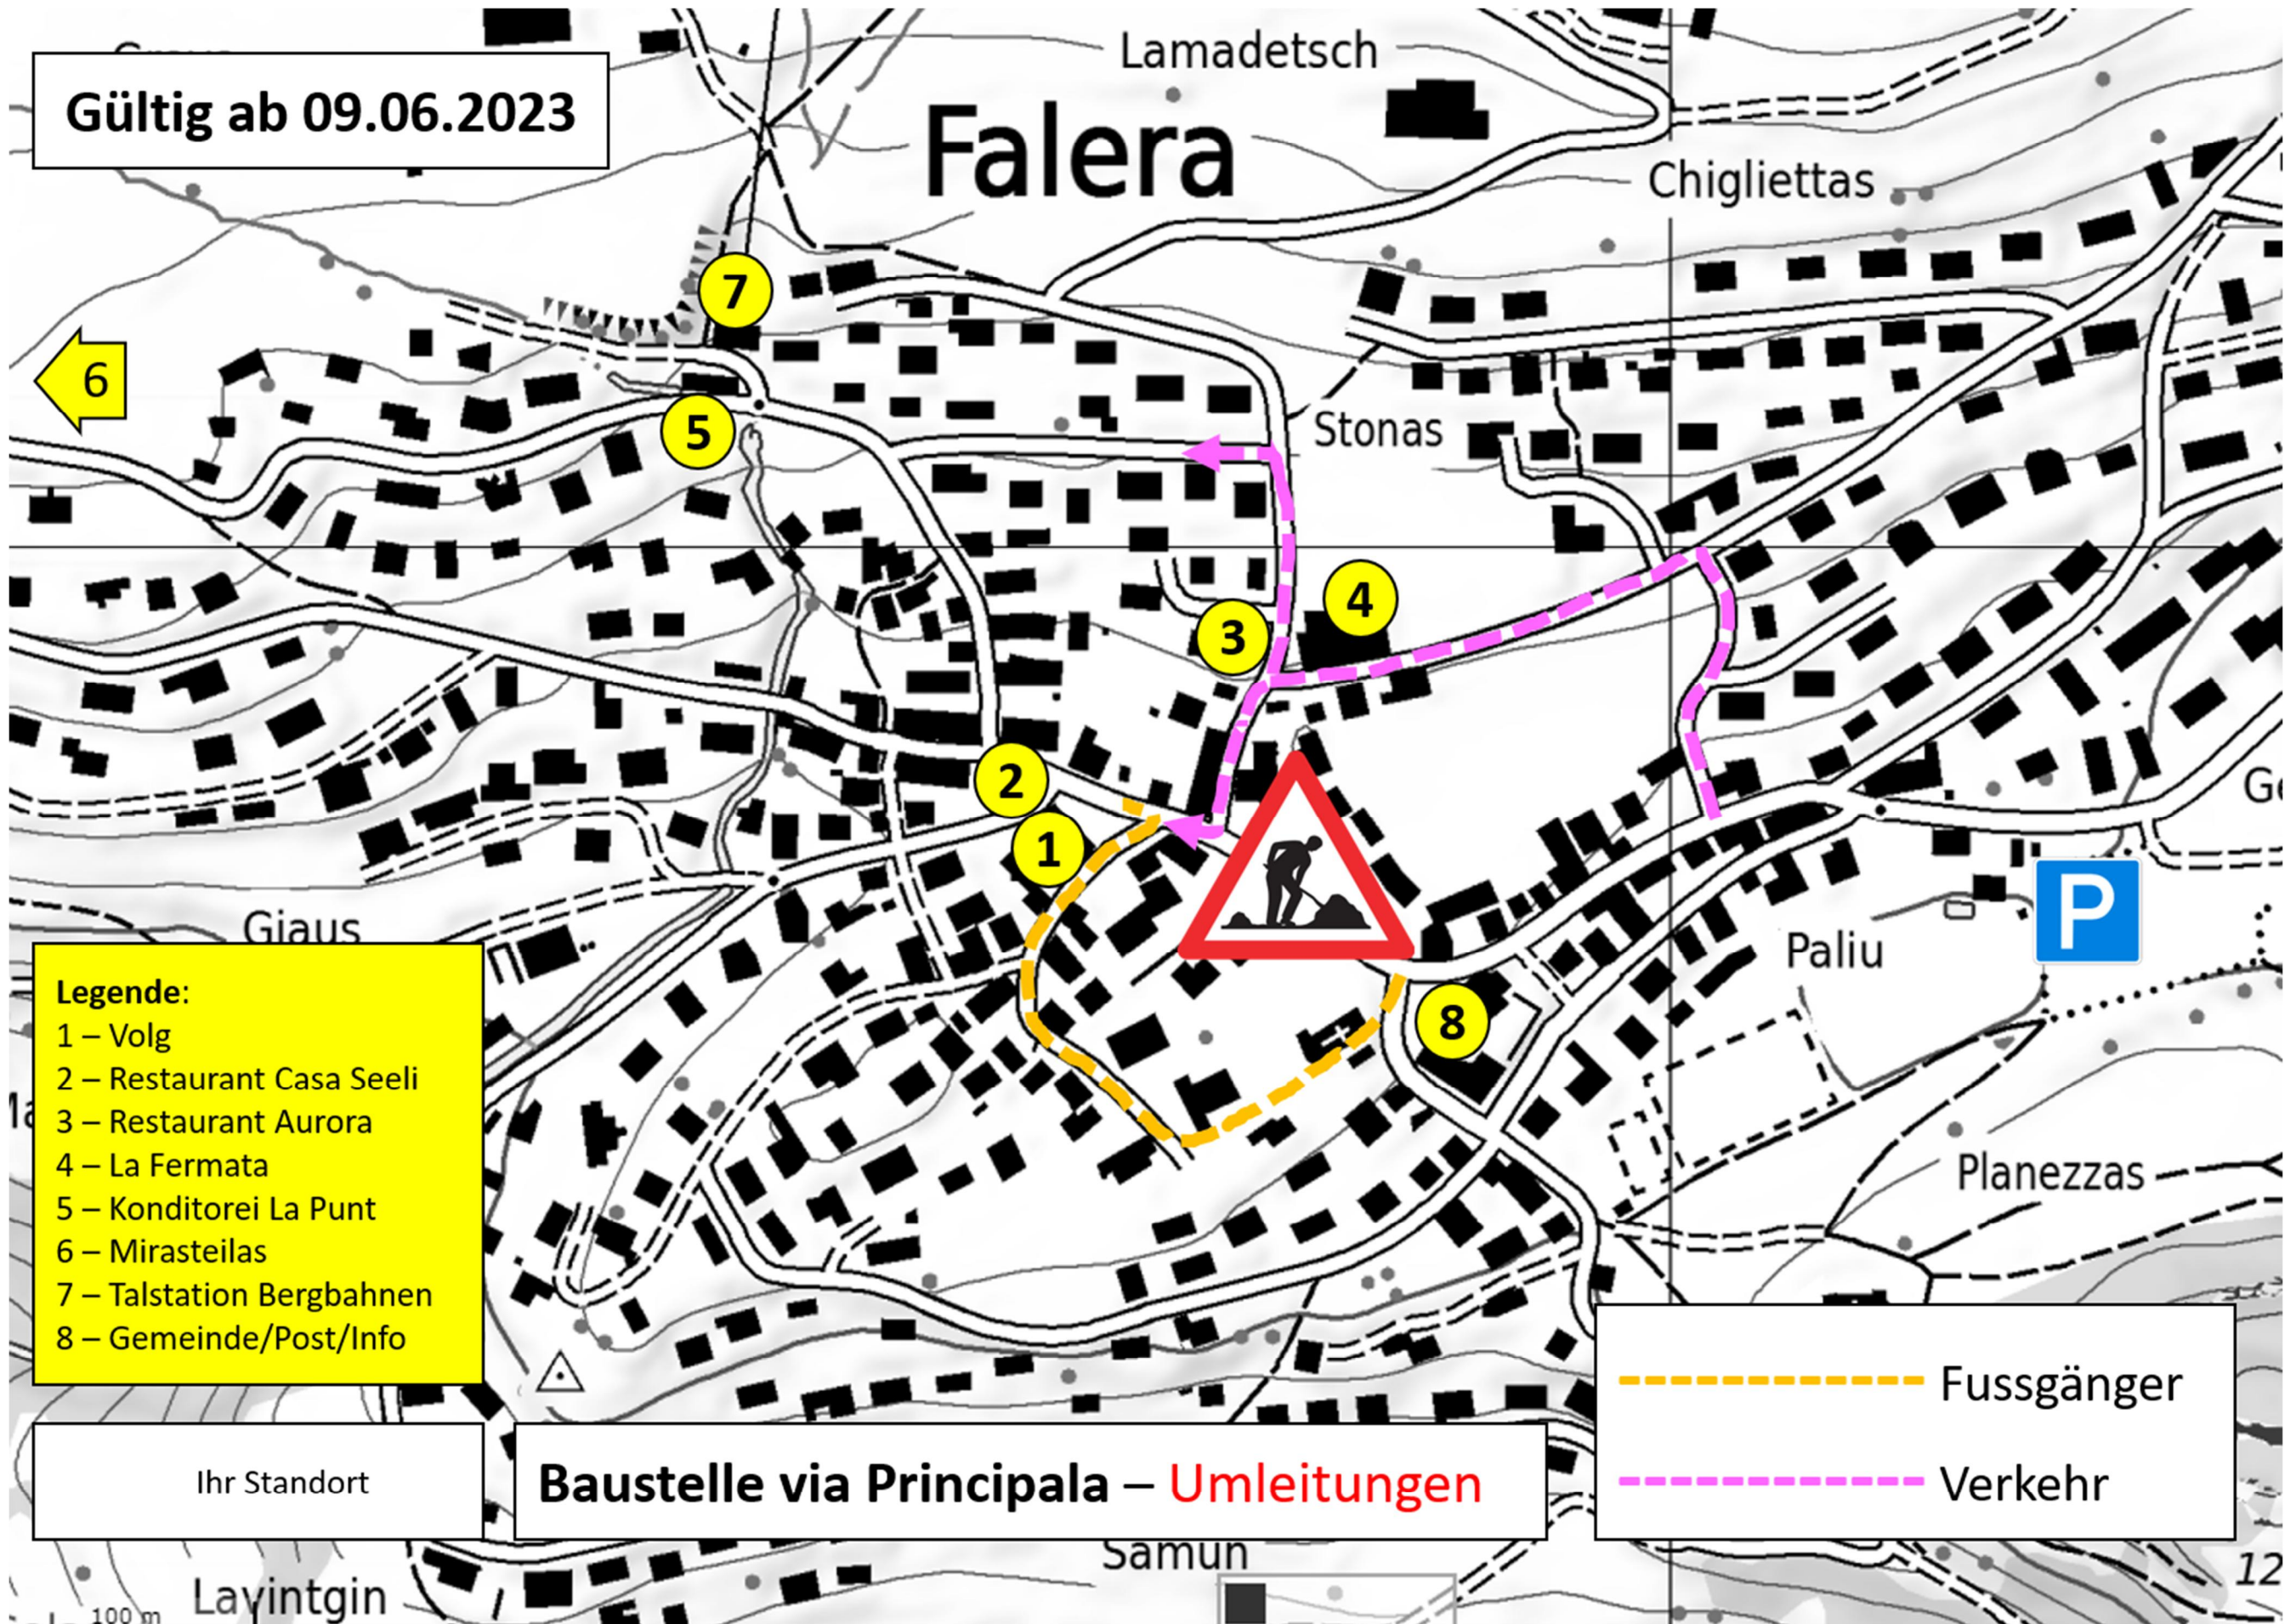 Lamadetsch
Gültig ab 09.06.2023
Falera
Chigliettas
7
6
5
Stonas
4
3
2
1
P
Giaus
Paliu
8
Legende:
1 – Volg
2 – Restaurant Casa Seeli
3 – Restaurant Aurora
4 – La Fermata
5 – Konditorei La Punt
6 – Mirasteilas
7 – Talstation Bergbahnen
8 – Gemeinde/Post/Info
Planezzas
Fussgänger
Verkehr
Ihr Standort
Baustelle via Principala – Umleitungen
Samun
Lavintgin
100 m
12